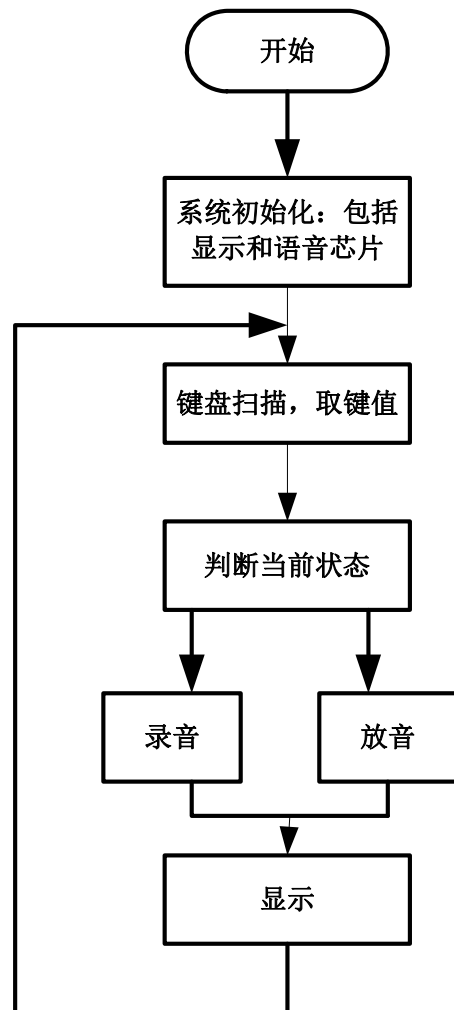 开始
系统初始化：包括
显示和语音芯片
键盘扫描，取键值
判断当前状态
录音
放音
显示